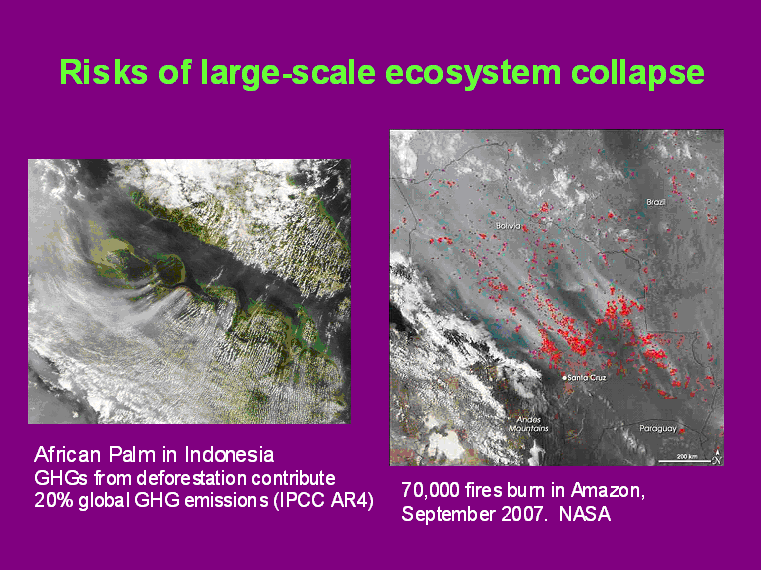 Risks of large-scale ecosystem collapse
Brazil
Bolivia
Santa Cruz
Andes
Mountains
Paraguay
200 km
N
African Palm in Indonesia
GHGs from deforestation contribute
20% global GHG emissions (IPCC AR4)
70,000 fires burn in Amazon,
September 2007.  NASA